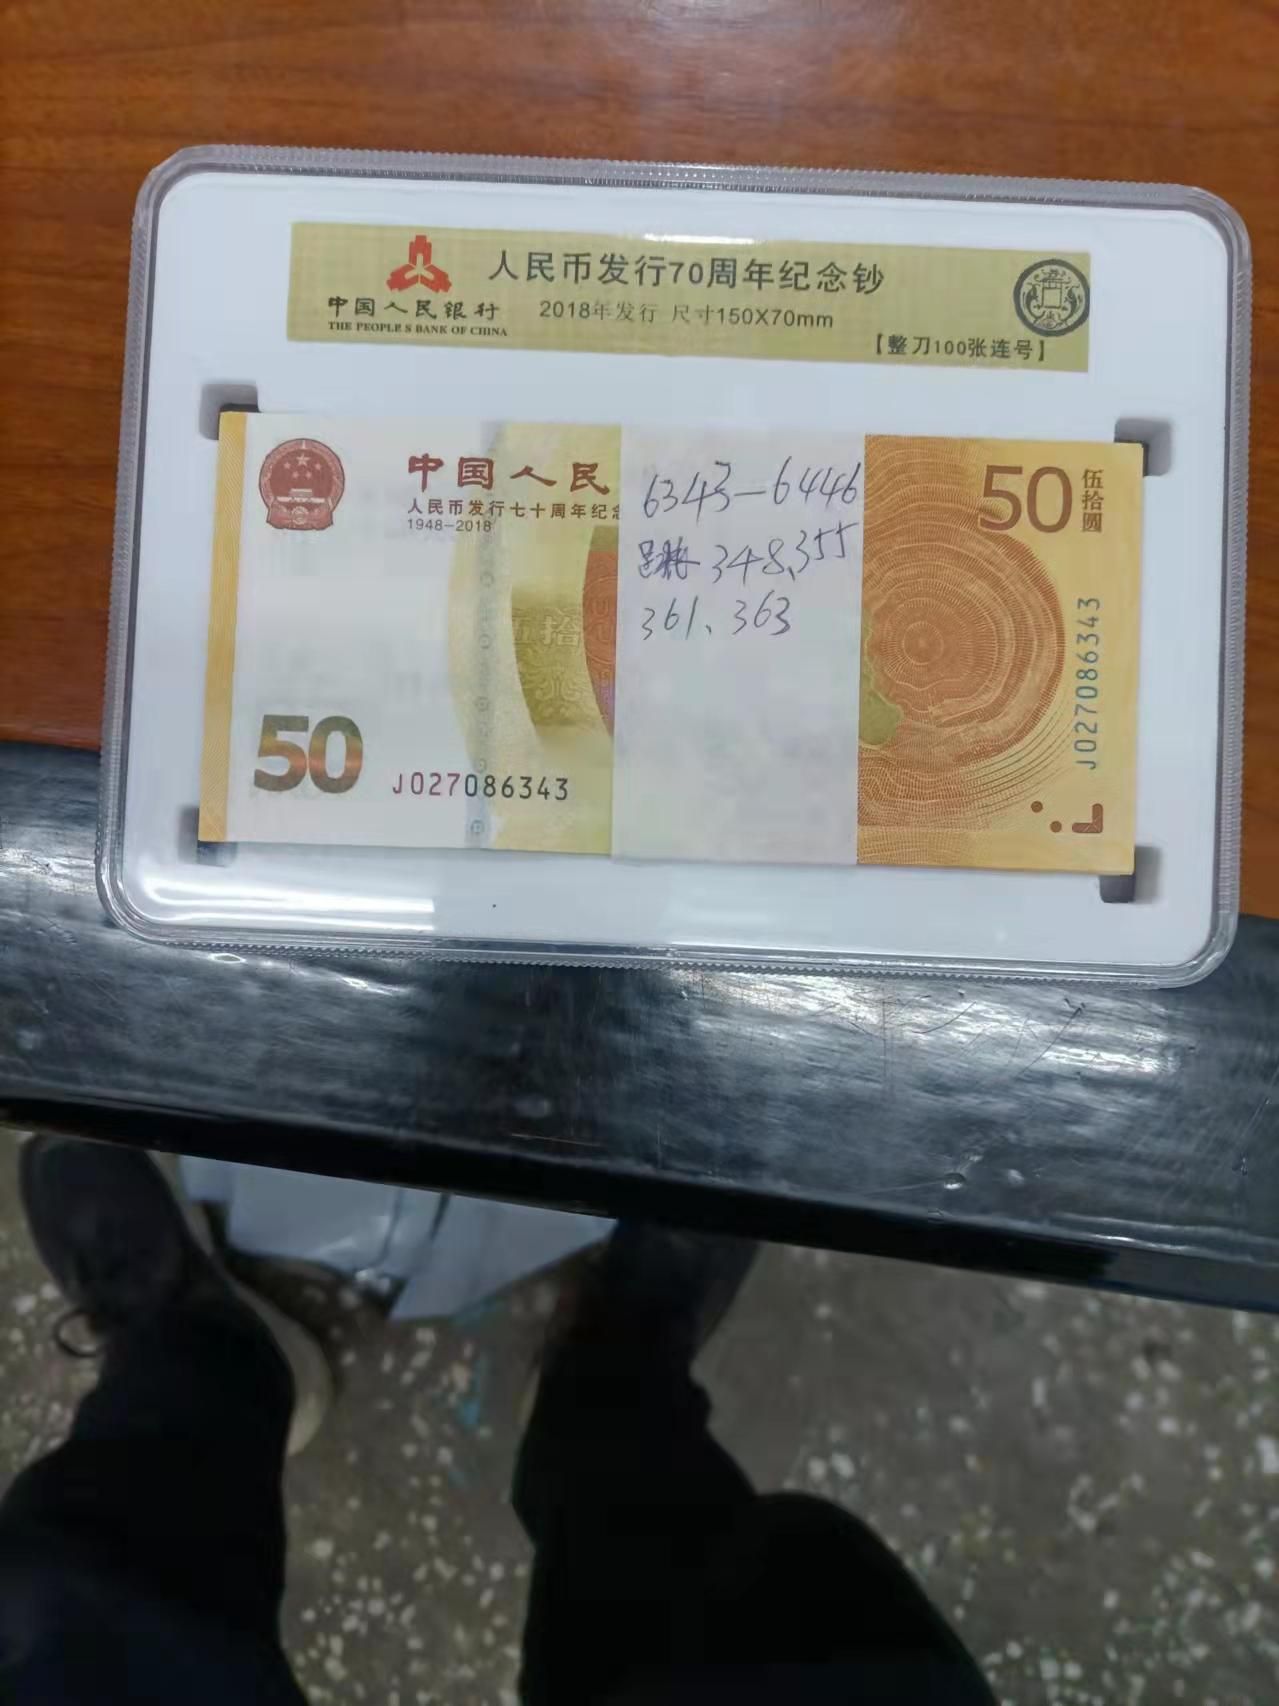 人民币发行70周年纪念钞
中国人民银行
THE PEOPLE,S BANK OF CHINA
2018年发行 尺寸150X70mm
【整刀100张连号】
中国人民
人民币发行七十周年纪念
1948-2018
50
伍拾圆
6343-6446
跳 348、355
361、363
伍拾
50
J027086343
J027086343